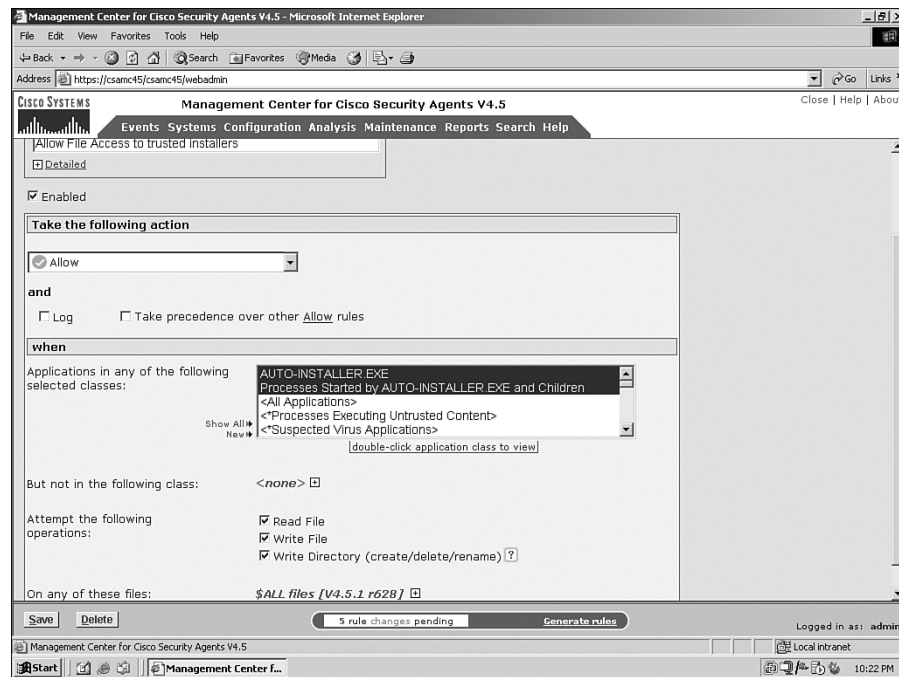 Management Center for Cisco Security Agents V4.5 - Microsoft Internet Explorer
File Edit View Favorites Tools Help
Back Search Favorites Media
Address https://csamc45/csamc45/webadmin Go Links
CISCO SYSTEMS
Management Center for Cisco Security Agents V4.5
Close | Help | Abou
Events Systems Configuration Analysis Maintenance Reports Search Help
Allow File Access to trusted installers
Detailed
Enabled
Take the following action
Allow
and
Log Take precedence over other Allow rules
when
Applications in any of the following selected classes:
AUTO-INSTALLER.EXE
Processes Started by AUTO-INSTALLER.EXE and Children
<All Applications>
<*Processes Executing Untrusted Content>
<*Suspected Virus Applications>
Show All
New
double-click application class to view
But not in the following class: <none>
Attempt the following operations:
Read File
Write File
Write Directory (create/delete/rename) ?
On any of these files: $ALL files [V4.5.1 r628]
Save Delete 5 rule changes pending Generate rules
Logged in as: admin
Management Center for Cisco Security Agents V4.5 Local intranet
Start Management Center f... 10:22 PM